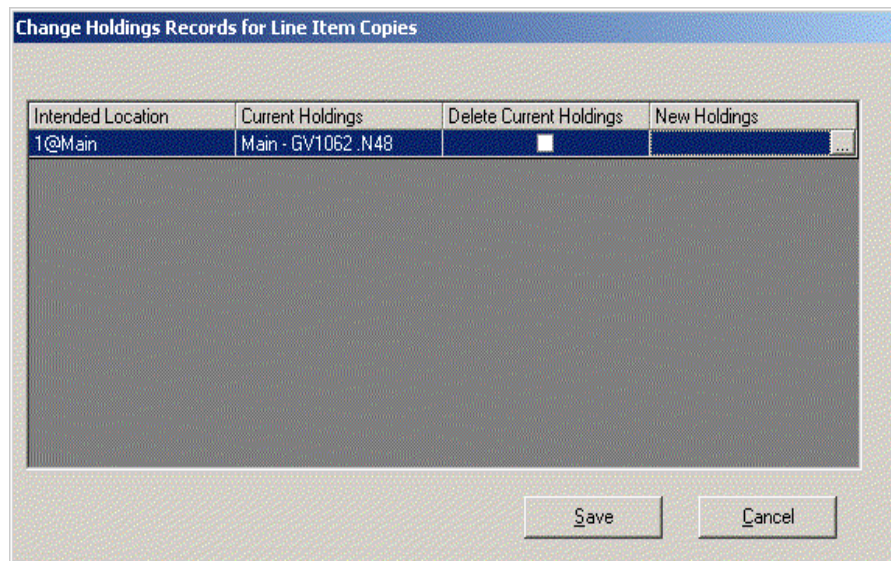 Change Holdings Records for Line Item Copies
Intended Location Current Holdings Delete Current Holdings New Holdings
1@Main Main - GV1062 .N48 ...
Save Cancel